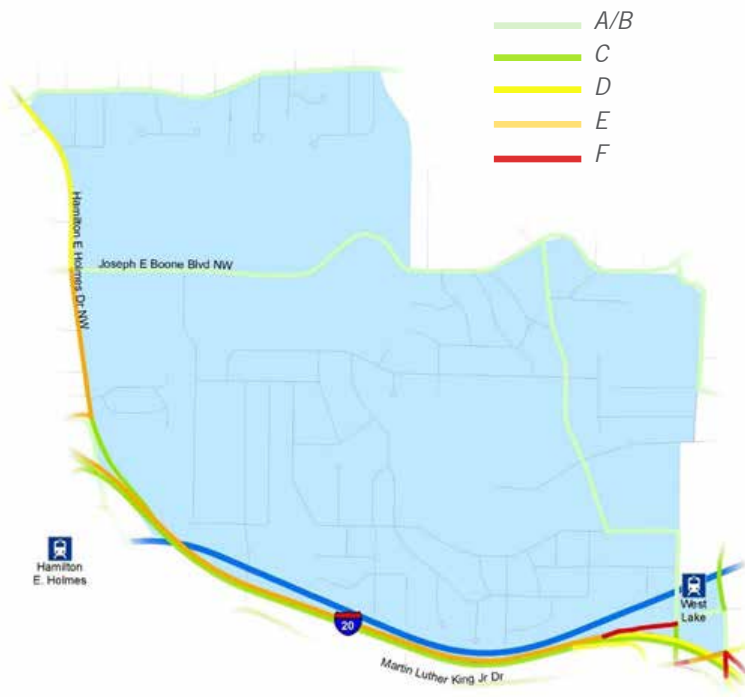 A/B
C
D
E
F
Hamilton E Holmes Dr NW
Joseph E Boone Blvd NW
Hamilton
E. Holmes
West
Lake
20
Martin Luther King Jr Dr